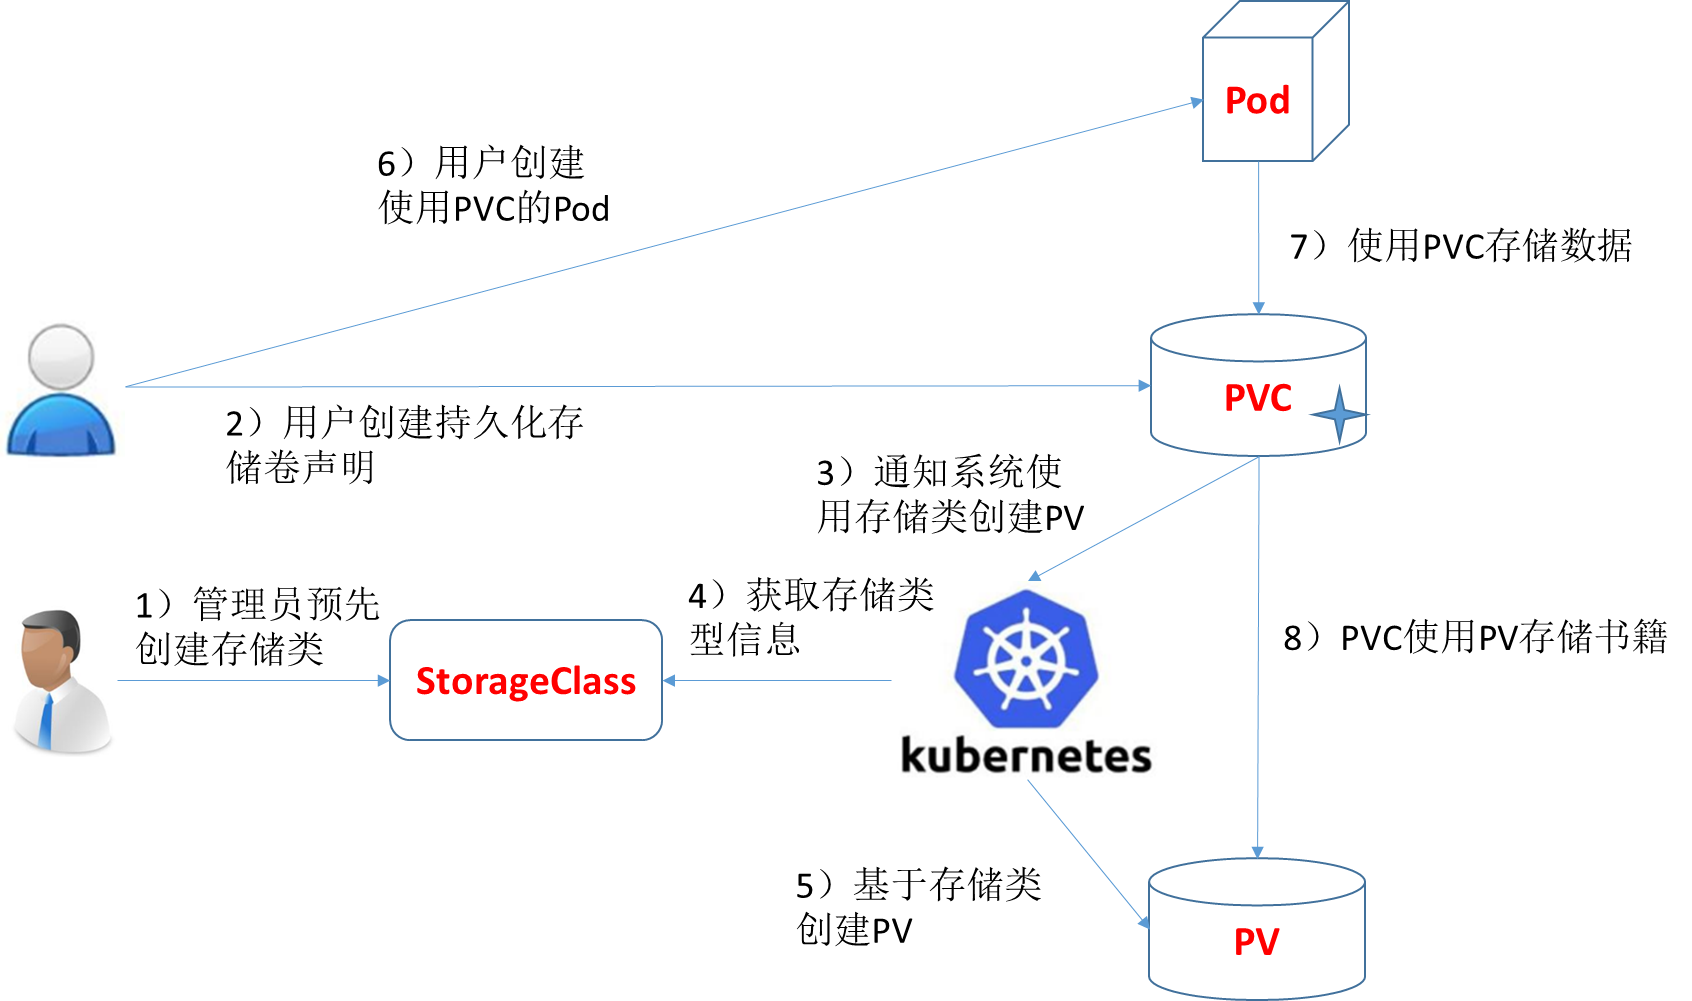 Pod
6）用户创建
使用PVC的Pod
7）使用PVC存储数据
PVC
2）用户创建持久化存
储卷声明
3）通知系统使
用存储类创建PV
1）管理员预先
创建存储类
4）获取存储类
型信息
StorageClass
8）PVC使用PV存储书籍
kubernetes
5）基于存储类
创建PV
PV